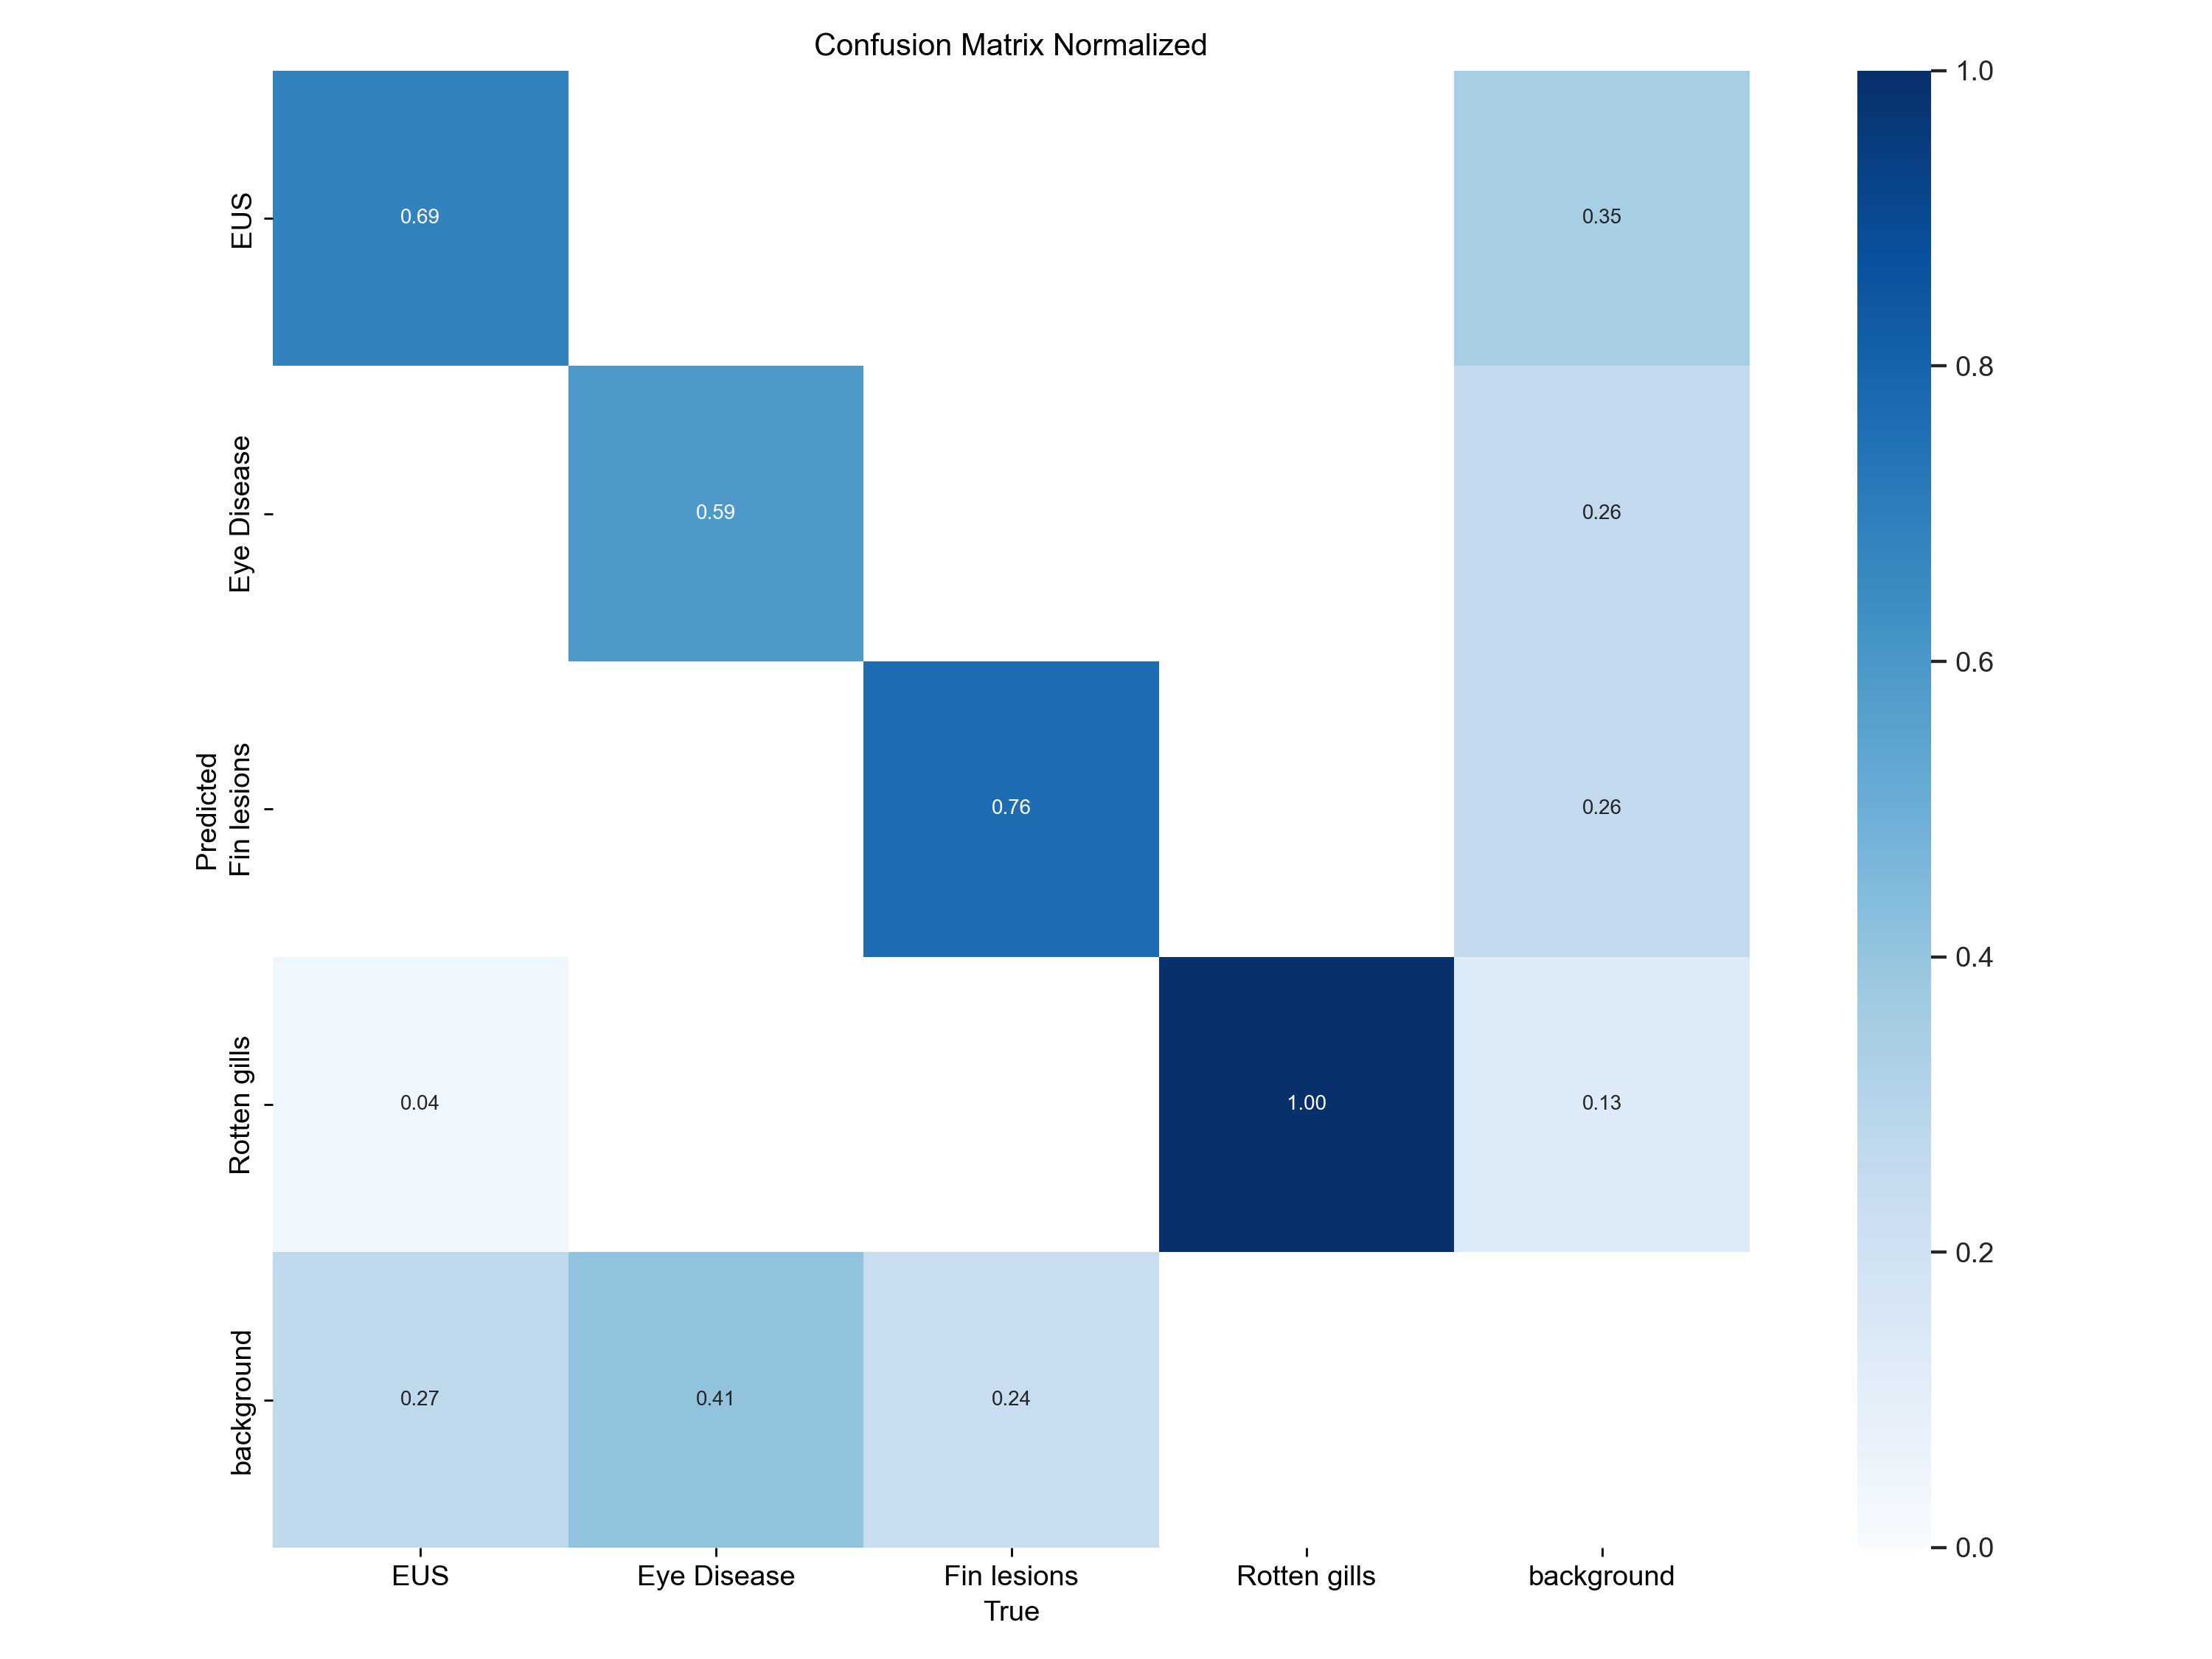 Confusion Matrix Normalized
EUS
0.69
0.35
Eye Disease
0.59
0.26
Predicted
Fin lesions
0.76
0.26
Rotten gills
0.04
1.00
0.13
background
0.27
0.41
0.24
EUS
Eye Disease
Fin lesions
Rotten gills
background
True
1.0
0.8
0.6
0.4
0.2
0.0